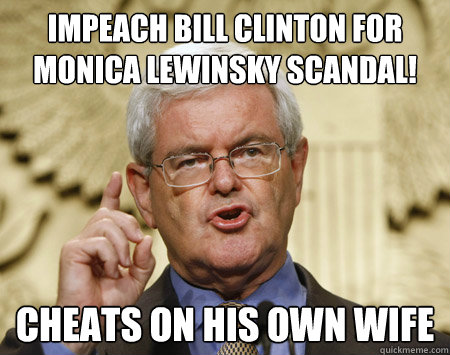 IMPEACH BILL CLINTON FOR
MONICA LEWINSKY SCANDAL!
CHEATS ON HIS OWN WIFE
quickmeme.com